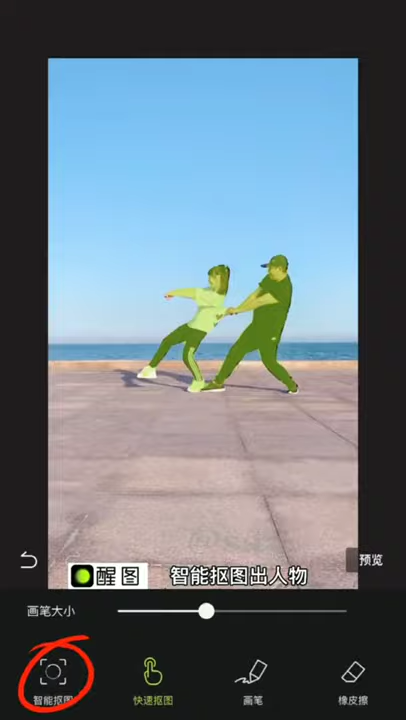 醒图
智能抠图出人物
预览
画笔大小
智能抠图
快速抠图
画笔
橡皮擦